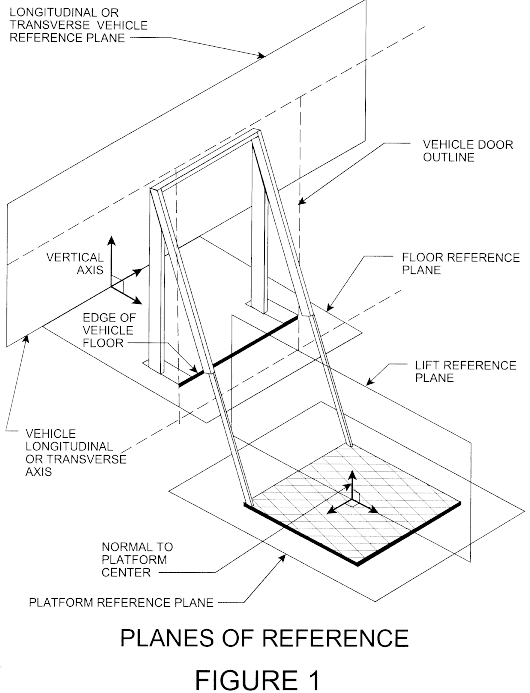 LONGITUDINAL OR
TRANSVERSE VEHICLE
REFERENCE PLANE
VEHICLE DOOR
OUTLINE
VERTICAL
AXIS
FLOOR REFERENCE
PLANE
EDGE OF
VEHICLE
FLOOR
LIFT REFERENCE
PLANE
VEHICLE
LONGITUDINAL
OR TRANSVERSE
AXIS
NORMAL TO
PLATFORM
CENTER
PLATFORM REFERENCE PLANE
PLANES OF REFERENCE
FIGURE 1